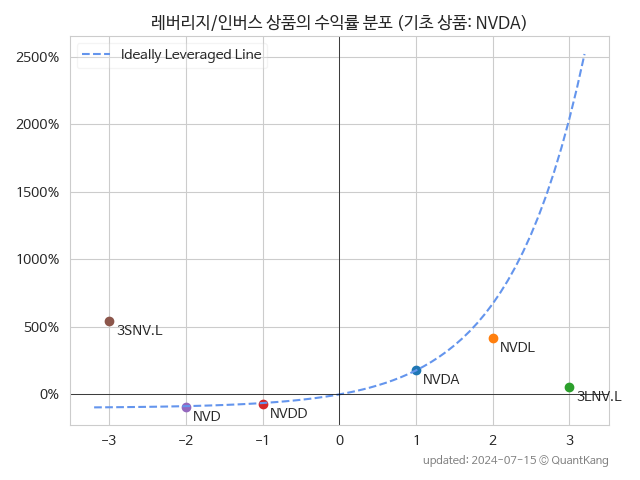 레버리지/인버스 상품의 수익률 분포 (기초 상품: NVDA)
Ideally Leveraged Line
2500%
2000%
1500%
1000%
500%
0%
3SNV.L
NVDL
NVDA
3LNV.L
NVD
NVDD
−3
−2
−1
0
1
2
3
updated: 2024-07-15 © QuantKang